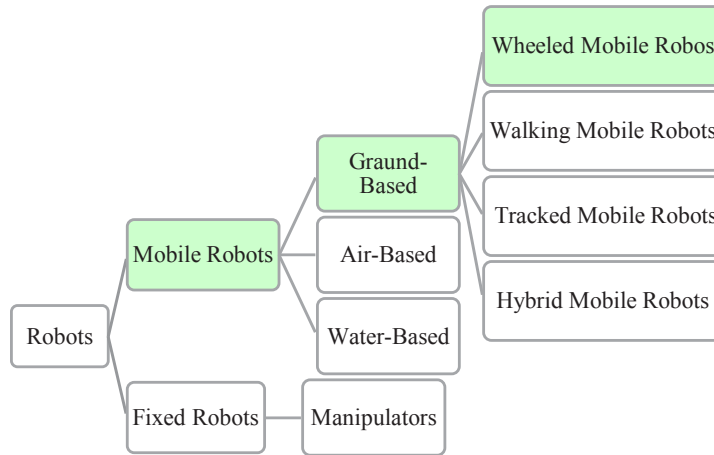 Wheeled Mobile Robos
Walking Mobile Robots
Graund-
Based
Tracked Mobile Robots
Mobile Robots
Air-Based
Hybrid Mobile Robots
Robots
Water-Based
Fixed Robots
Manipulators